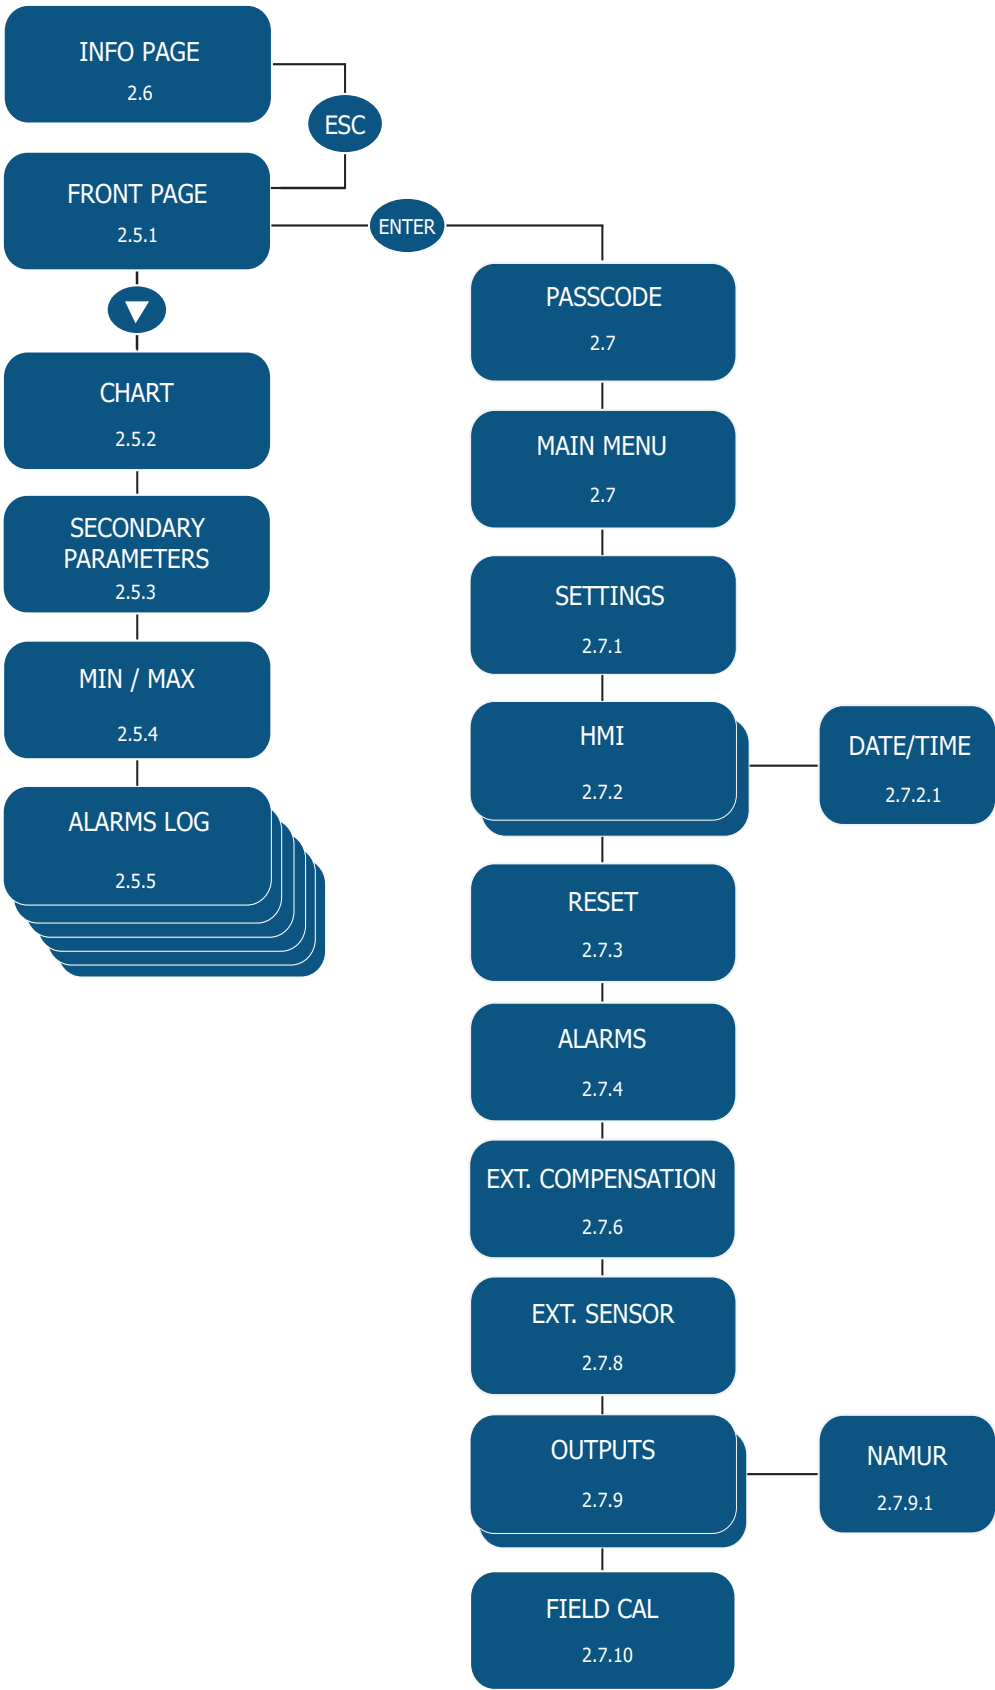 INFO PAGE
2.6
ESC
FRONT PAGE
2.5.1
ENTER
CHART
2.5.2
SECONDARY
PARAMETERS
2.5.3
MIN / MAX
2.5.4
ALARMS LOG
2.5.5
PASSCODE
2.7
MAIN MENU
2.7
SETTINGS
2.7.1
HMI
2.7.2
DATE/TIME
2.7.2.1
RESET
2.7.3
ALARMS
2.7.4
EXT. COMPENSATION
2.7.6
EXT. SENSOR
2.7.8
OUTPUTS
2.7.9
NAMUR
2.7.9.1
FIELD CAL
2.7.10